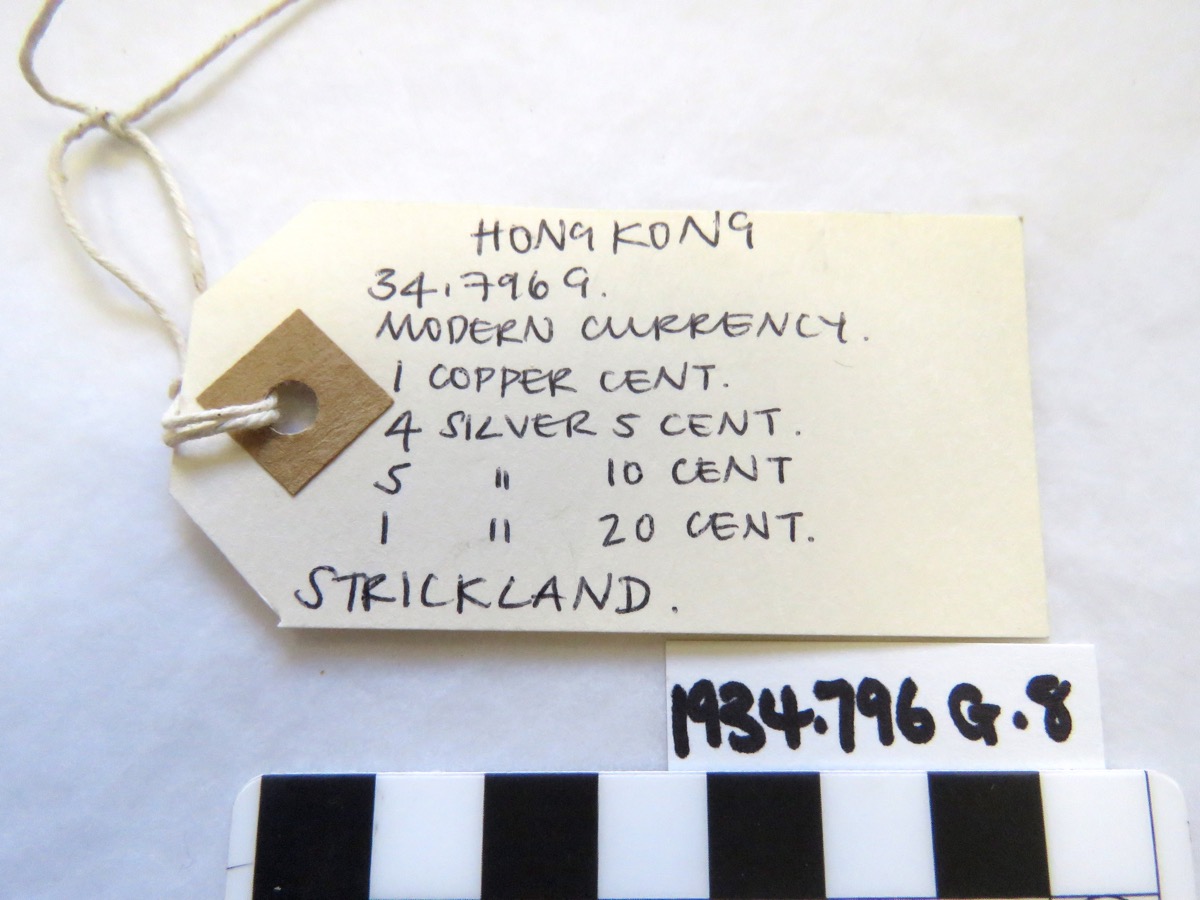 HONG KONG
34.796 G.
MODERN CURRENCY.
1 COPPER CENT.
4 SILVER 5 CENT.
5 " 10 CENT
1 " 20 CENT.
STRICKLAND.
1934.796 G.8